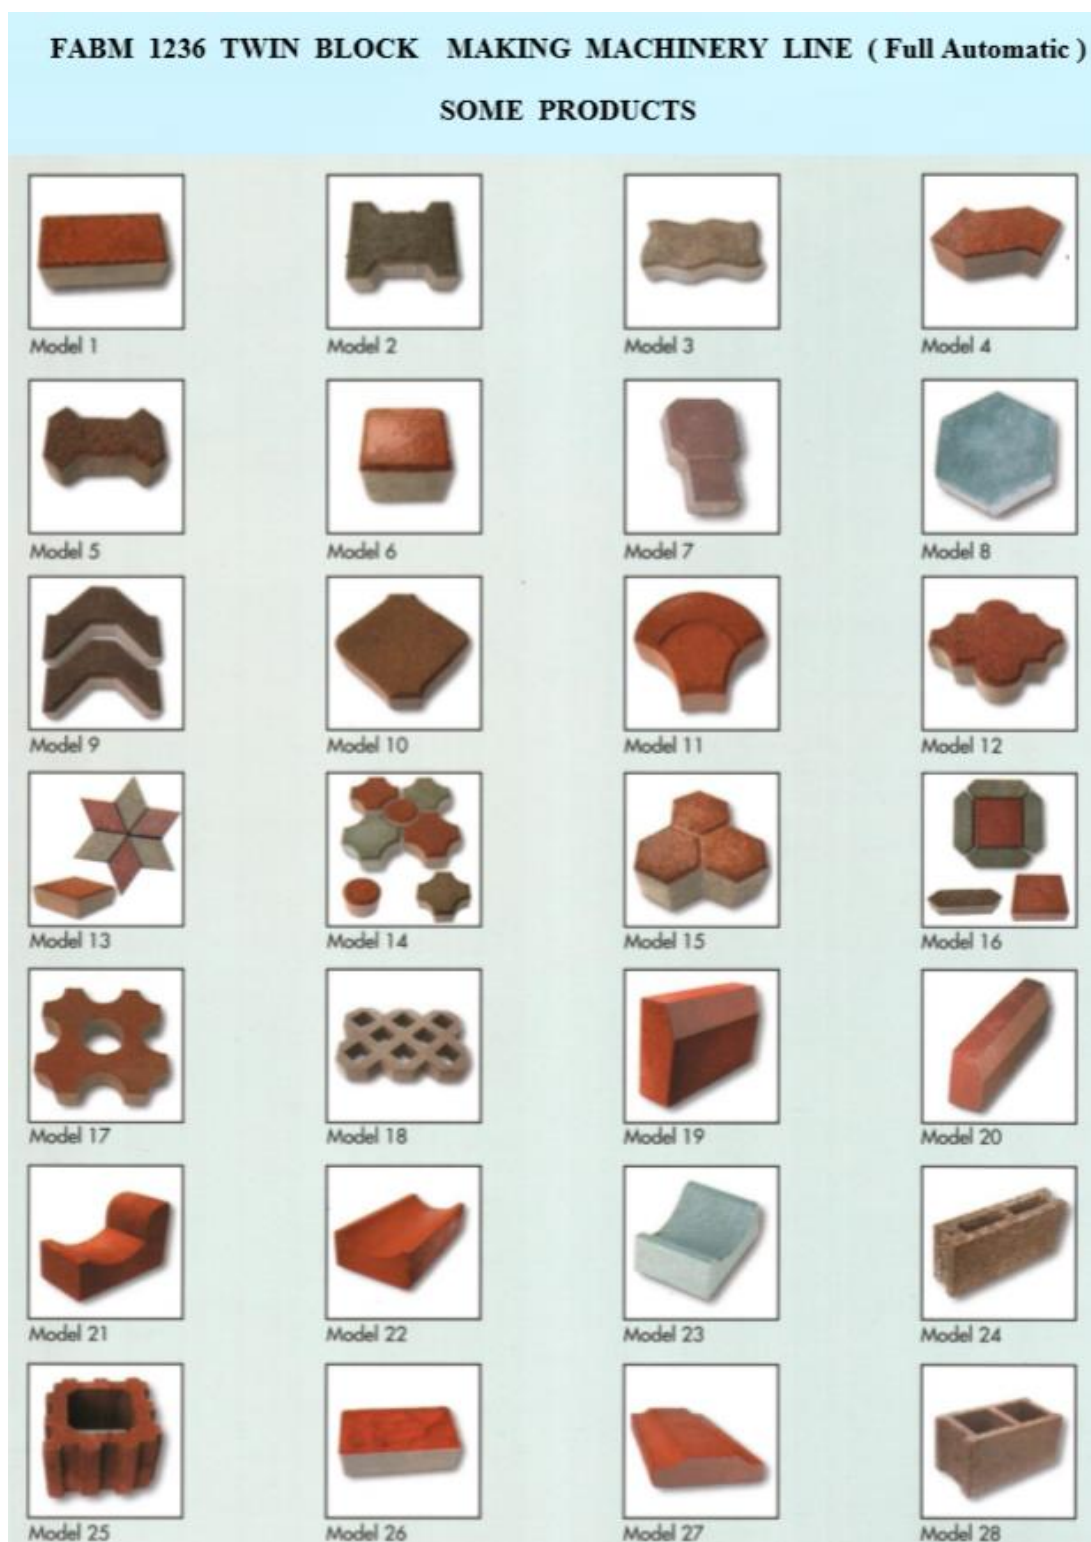 FABM 1236 TWIN BLOCK MAKING MACHINERY LINE ( Full Automatic )
SOME PRODUCTS
Model 1
Model 2
Model 3
Model 4
Model 5
Model 6
Model 7
Model 8
Model 9
Model 10
Model 11
Model 12
Model 13
Model 14
Model 15
Model 16
Model 17
Model 18
Model 19
Model 20
Model 21
Model 22
Model 23
Model 24
Model 25
Model 26
Model 27
Model 28